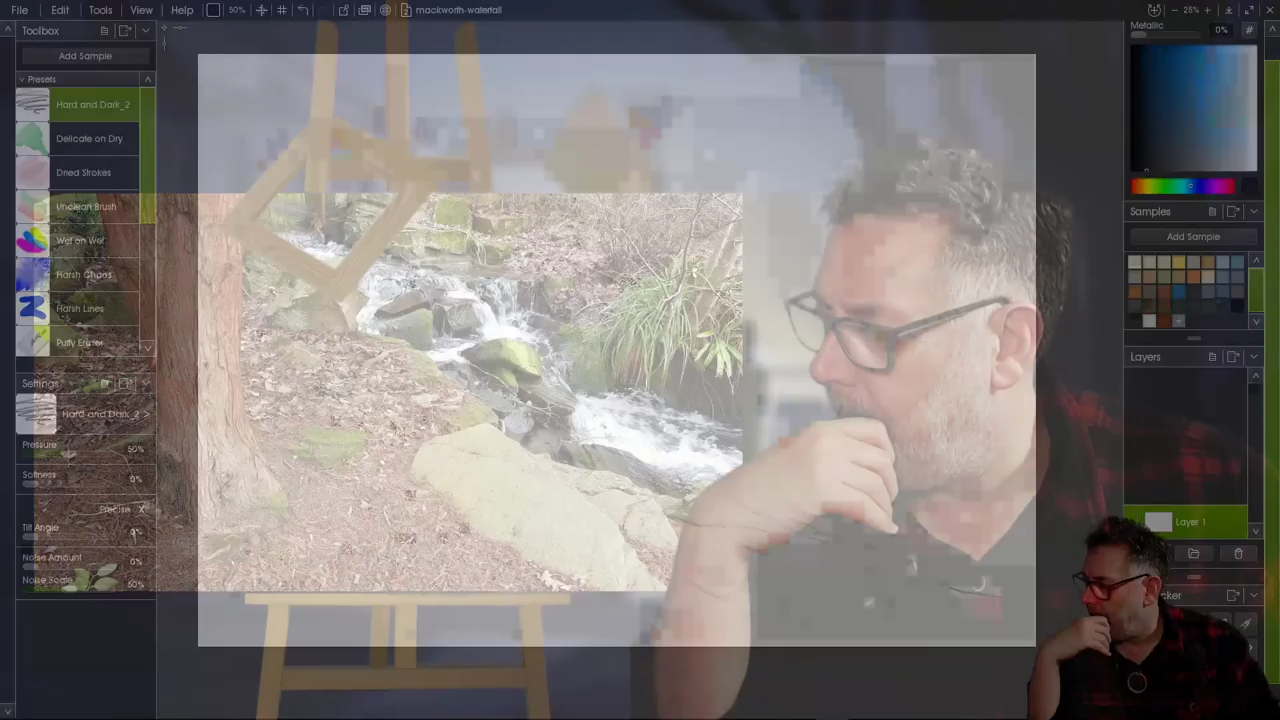 File Edit Tools View Help 50% mackworth-waterfall 25%
Toolbox
Add Sample
Presets
Hard and Dark_2
Delicate on Dry
Dried Strokes
Unclean Brush
Wet on Wet
Harsh Chaos
Harsh Lines
Puffy Eraser
Settings
Hard and Dark_2 >
Pressure 50%
Softness 0%
Precise X
Tilt Angle 0%
Noise Amount 0%
Noise Scale 50%
Metallic 0% #
Samples
Add Sample
Layers
Layer 1